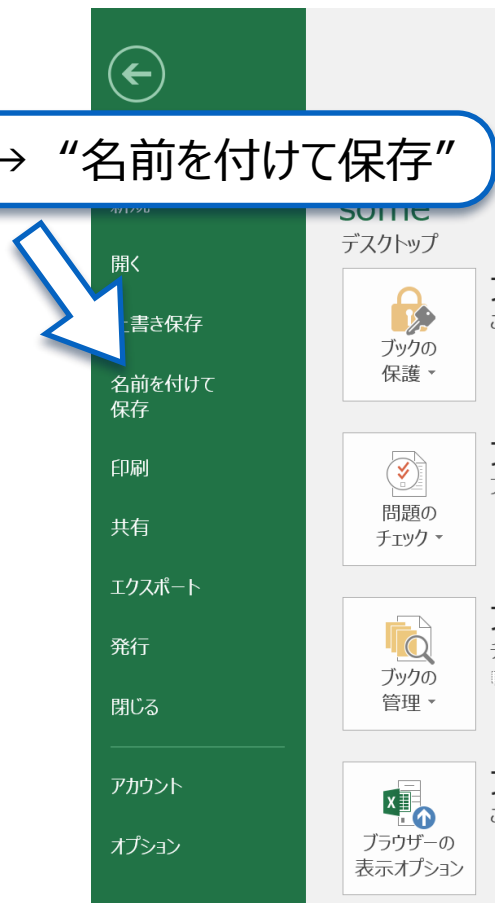 → “名前を付けて保存”
some
デスクトップ
開く
上書き保存
名前を付けて
保存
印刷
共有
エクスポート
発行
閉じる
アカウント
オプション
ブックの
保護
問題の
チェック
ブックの
管理
ブラウザーの
表示オプション